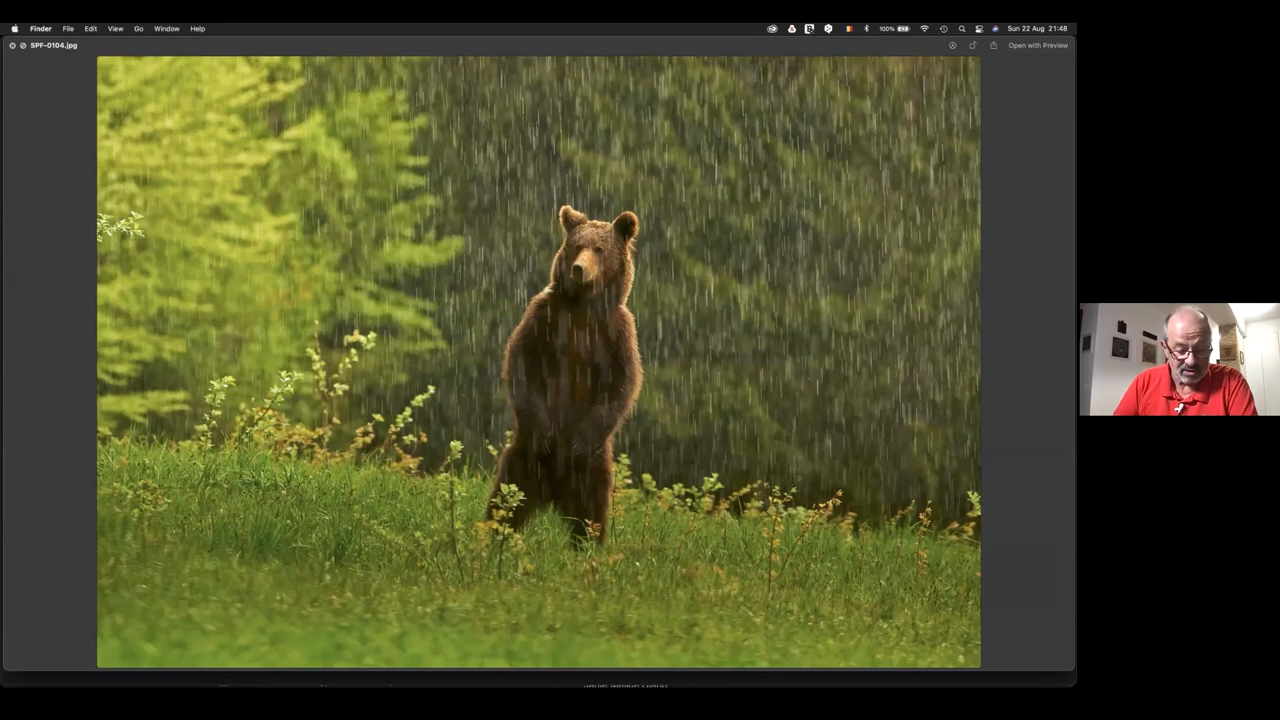 Finder File Edit View Go Window Help 100% Sun 22 Aug 21:48
SPF-0104.jpg Open with Preview